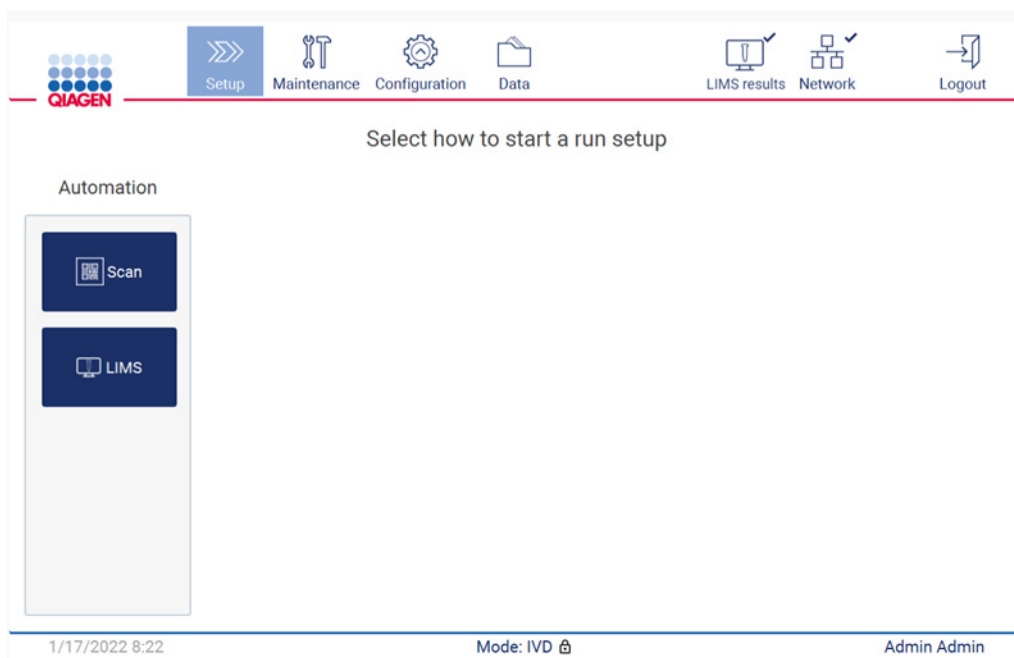 QIAGEN
Setup
Maintenance
Configuration
Data
LIMS results
Network
Logout
Select how to start a run setup
Automation
Scan
LIMS
1/17/2022 8:22
Mode: IVD
Admin Admin